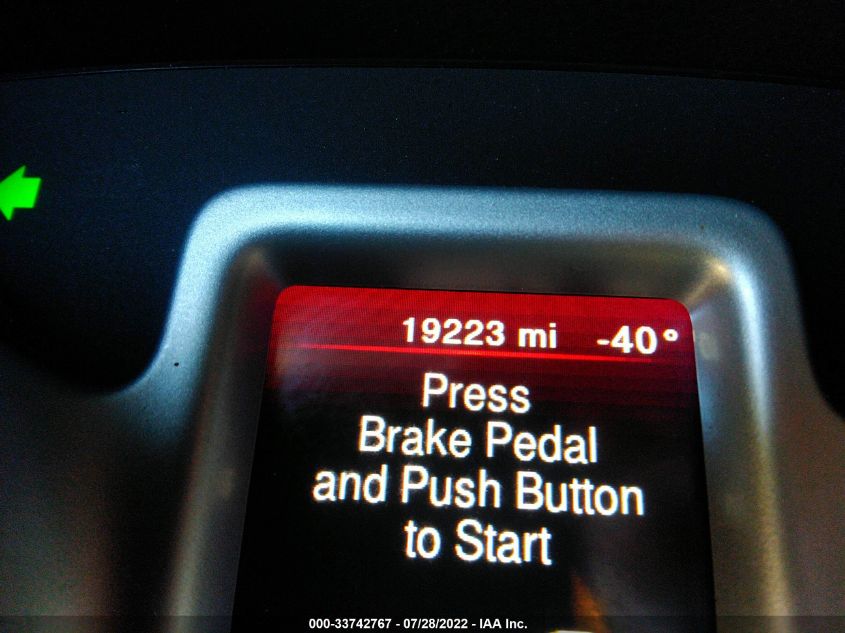 19223 mi -40°
Press
Brake Pedal
and Push Button
to Start
000-33742767 - 07/28/2022 - IAA Inc.